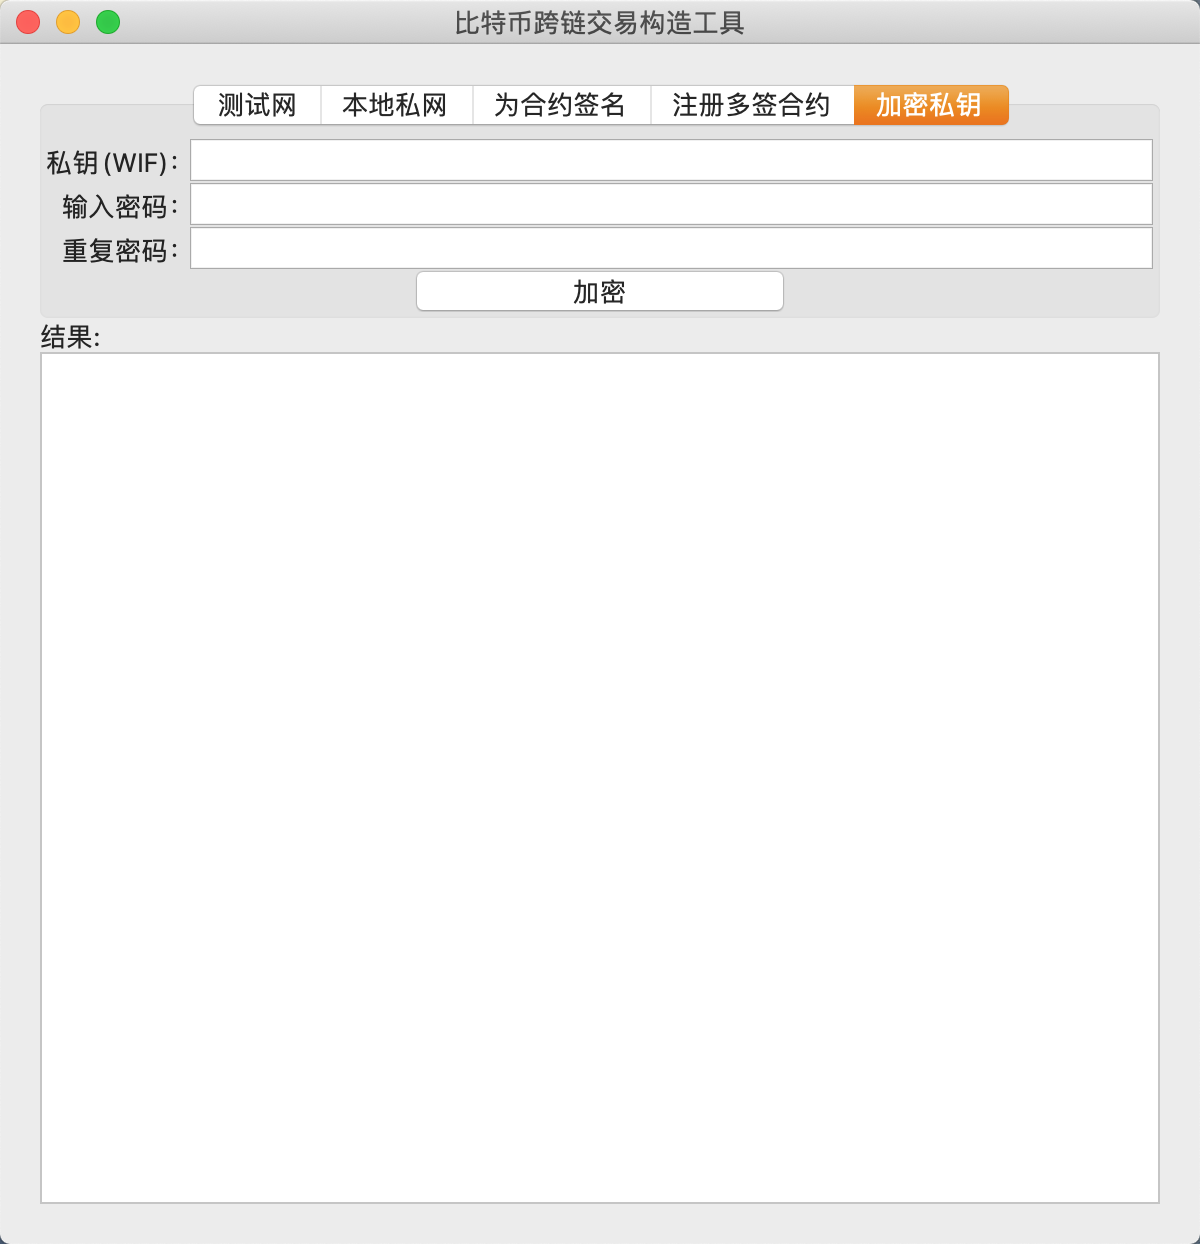 比特币跨链交易构造工具
测试网 本地私网 为合约签名 注册多签合约 加密私钥
私钥(WIF)：
输入密码：
重复密码：
加密
结果: